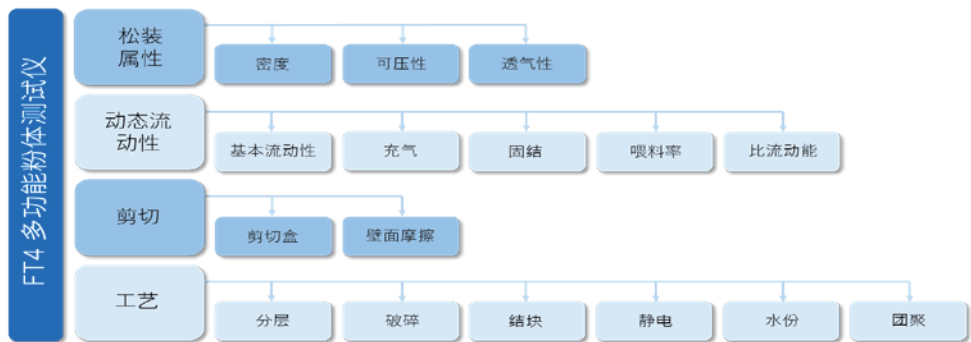 FT4 多功能粉体测试仪
松装
属性
密度
可压性
透气性
动态流
动性
基本流动性
充气
固结
喂料率
比流动能
剪切
剪切盒
壁面摩擦
工艺
分层
破碎
结块
静电
水份
团聚